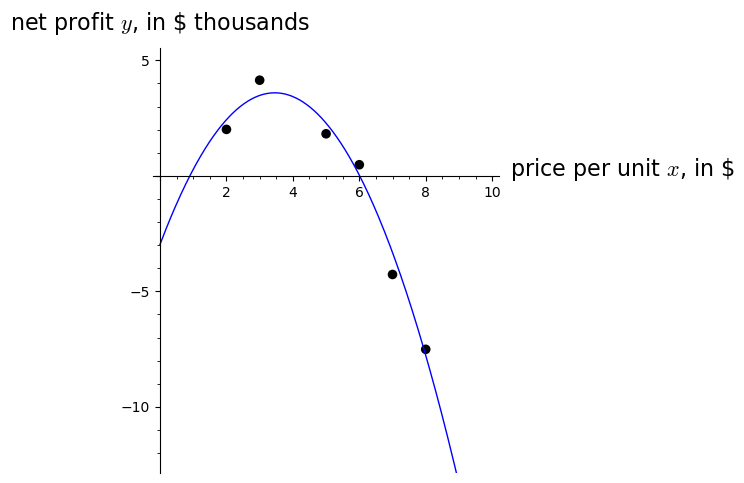 net profit y, in $ thousands
5
price per unit x, in $
2 4 6 8 10
−5
−10